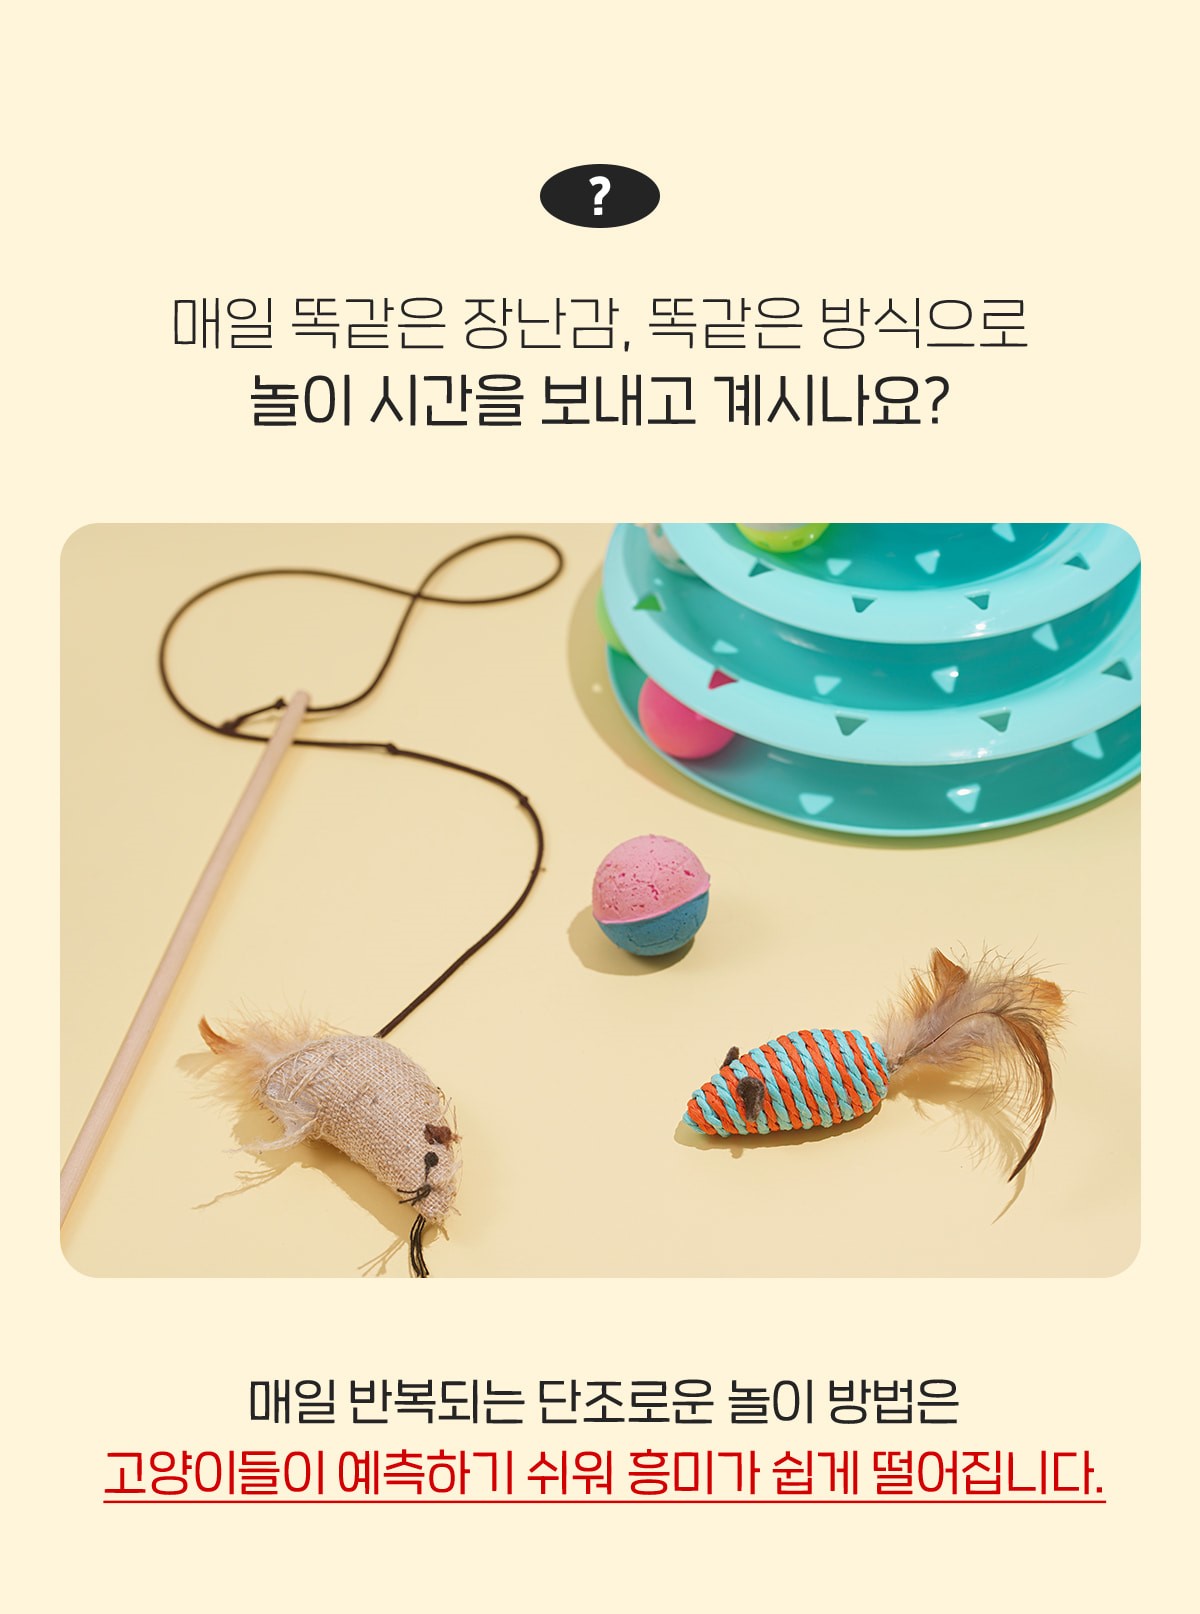 ?
매일 똑같은 장난감, 똑같은 방식으로
놀이 시간을 보내고 계시나요?
매일 반복되는 단조로운 놀이 방법은
고양이들이 예측하기 쉬워 흥미가 쉽게 떨어집니다.